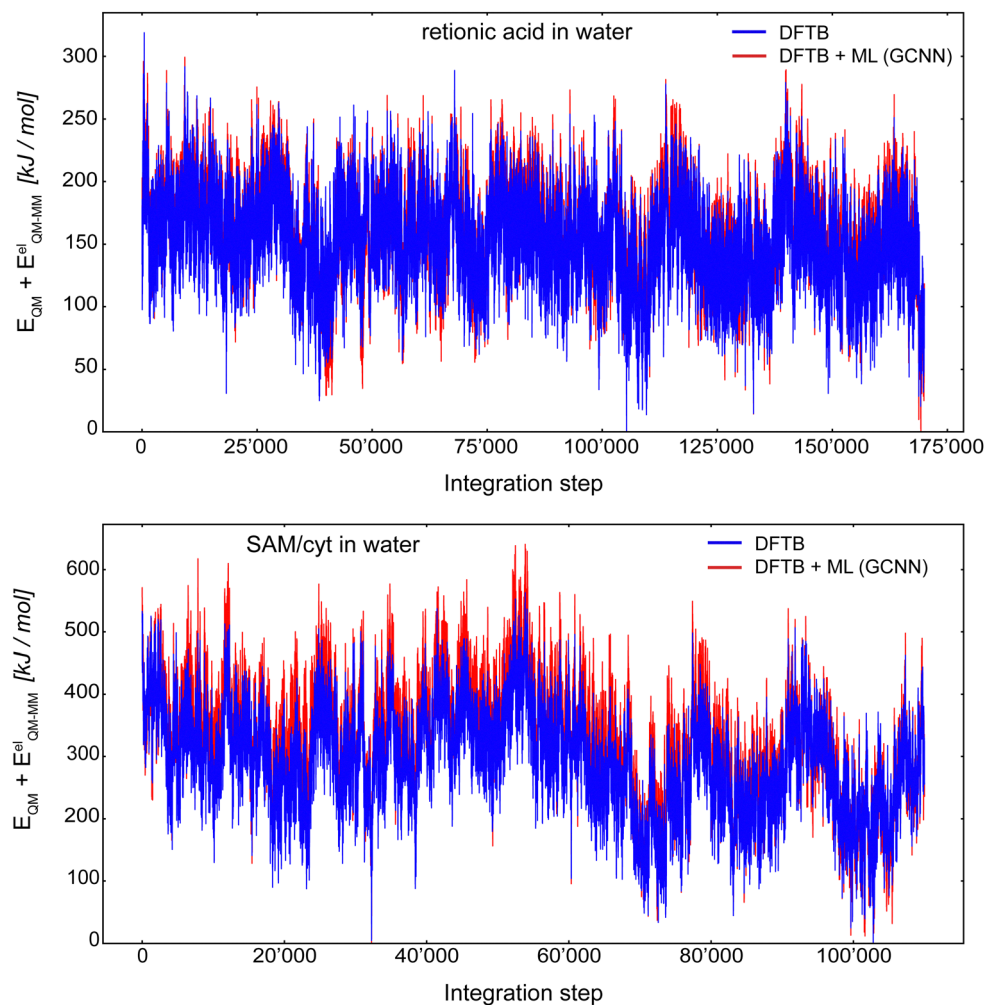 retionic acid in water
DFTB
DFTB + ML (GCNN)
E_QM + E^el_QM-MM [kJ / mol]
300
250
200
150
100
50
0
0 25'000 50'000 75'000 100'000 125'000 150'000 175'000
Integration step
SAM/cyt in water
DFTB
DFTB + ML (GCNN)
E_QM + E^el_QM-MM [kJ / mol]
600
500
400
300
200
100
0
0 20'000 40'000 60'000 80'000 100'000
Integration step